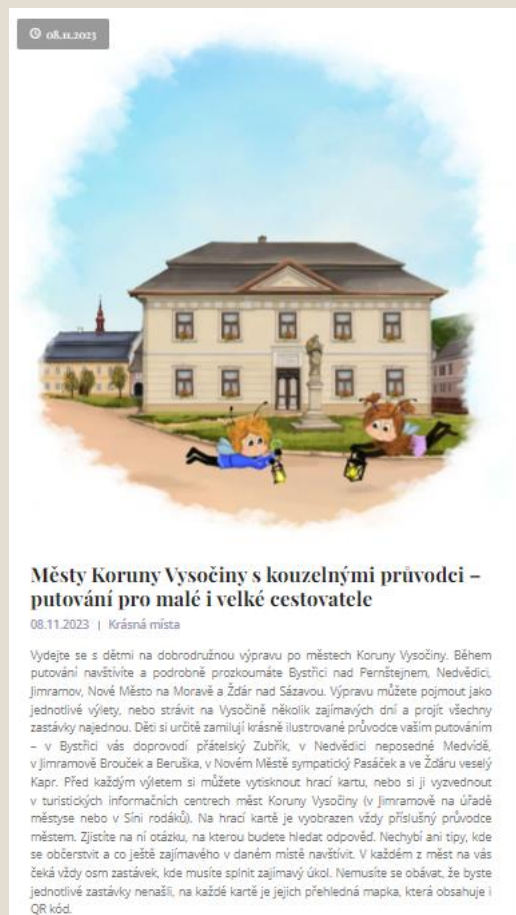 08.11.2023
Městy Koruny Vysočiny s kouzelnými průvodci –
putování pro malé i velké cestovatele
08.11.2023 | Krásná místa
Vydejte se s dětmi na dobrodružnou výpravu po městech Koruny Vysočiny. Během
putování navštívíte a podrobně prozkoumáte Bystřici nad Pernštejnem, Nedvědici,
Jimramov, Nové Město na Moravě a Žďár nad Sázavou. Výpravu můžete pojmout jako
jednotlivé výlety, nebo strávit na Vysočině několik zajímavých dní a projít všechny
zastávky najednou. Děti si určitě zamilují krásně ilustrované průvodce vaším putováním
– v Bystřici vás doprovodí přátelský Zubřík, v Nedvědici neposedné Medvídě,
v Jimramově Brouček a Beruška, v Novém Městě sympatický Pasáček a ve Žďáru veselý
Kapr. Před každým výletem si můžete vytisknout hrací kartu, nebo si ji vyzvednout
v turistických informačních centrech měst Koruny Vysočiny (v Jimramově na úřadě
městyse nebo v Síni rodáků). Na hrací kartě je vyobrazen vždy příslušný průvodce
městem. Zjistíte na ní otázku, na kterou budete hledat odpověď. Nechybí ani tipy, kde
se občerstvit a co ještě zajímavého v daném místě navštívit. V každém z měst na vás
čeká vždy osm zastávek, kde musíte splnit zajímavý úkol. Nemusíte se obávat, že byste
jednotlivé zastávky nenašli, na každé kartě je jejich přehledná mapka, která obsahuje i
QR kód.